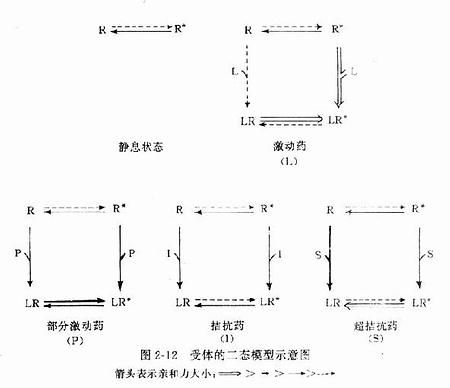 R R*
静息状态
R R*
L L
LR LR*
激动药
(L)
R R*
P P
LR LR*
部分激动药
(P)
R R*
I I
LR LR*
拮抗药
(I)
R R*
S S
LR LR*
超拮抗药
(S)
图 2-12 受体的二态模型示意图
箭头表示亲和力大小: ⟹ > → > → > ⇢